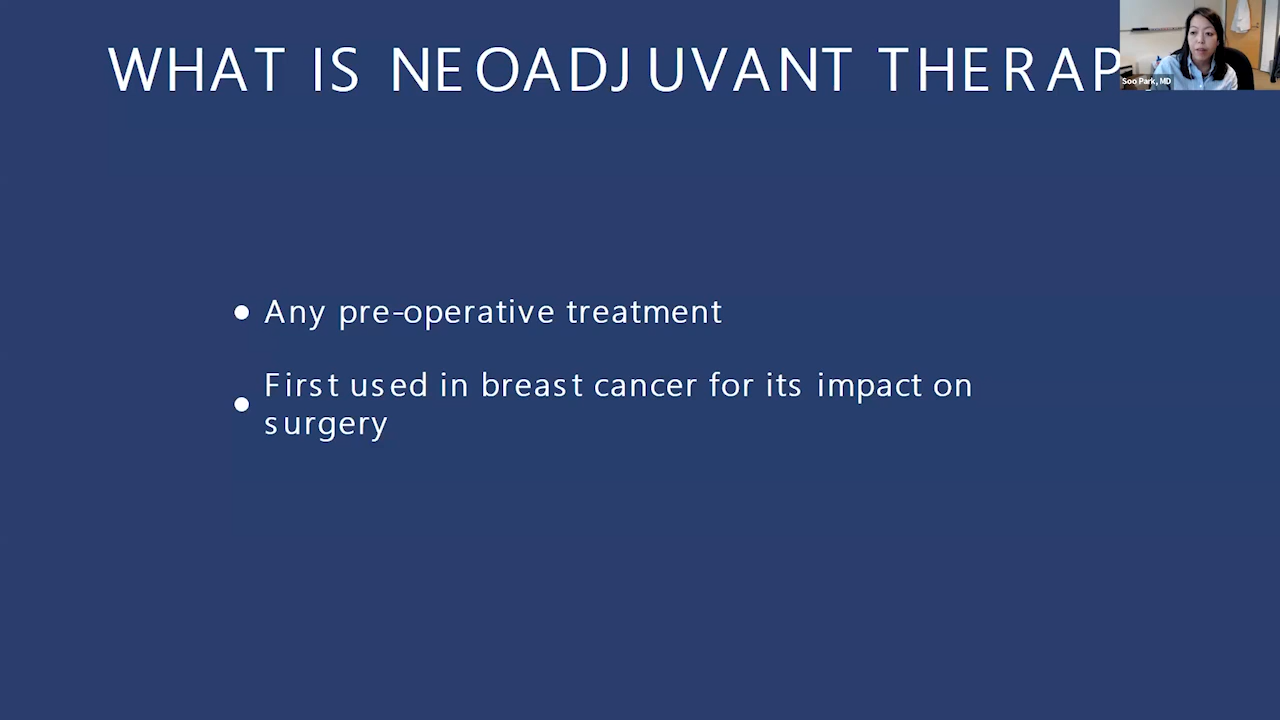 WHAT IS NEOADJUVANT THERAP
Soo Park, MD
Any pre-operative treatment
First used in breast cancer for its impact on
surgery